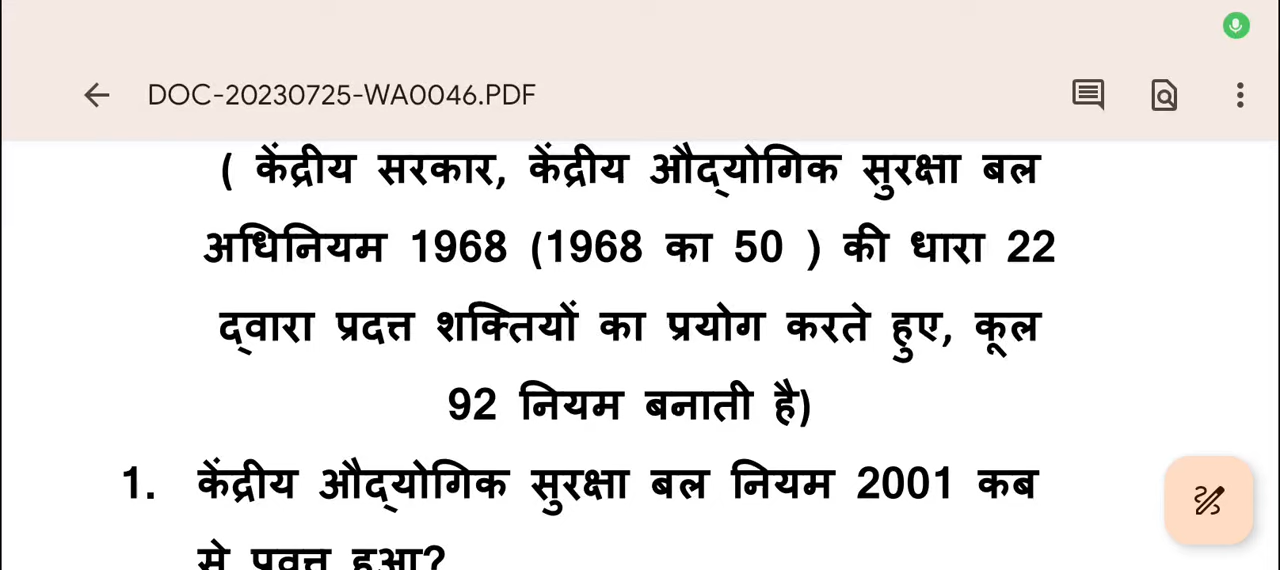 DOC-20230725-WA0046.PDF
( केंद्रीय सरकार, केंद्रीय औद्योगिक सुरक्षा बल
अधिनियम 1968 (1968 का 50 ) की धारा 22
द्वारा प्रदत्त शक्तियों का प्रयोग करते हुए, कूल
92 नियम बनाती है)
1. केंद्रीय औद्योगिक सुरक्षा बल नियम 2001 कब
से प्रवृत्त हुआ?